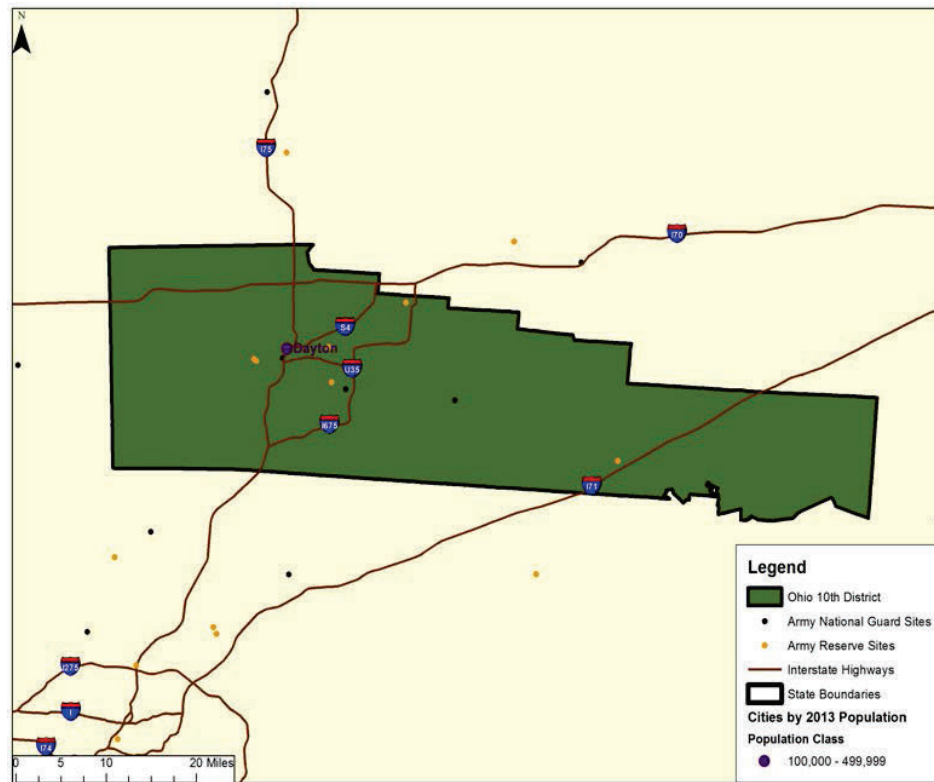 N
I75
I70
S4
Dayton
U35
I675
I71
I275
I
I74
0 5 10 20 Miles
Legend
Ohio 10th District
Army National Guard Sites
Army Reserve Sites
Interstate Highways
State Boundaries
Cities by 2013 Population
Population Class
100,000 - 499,999